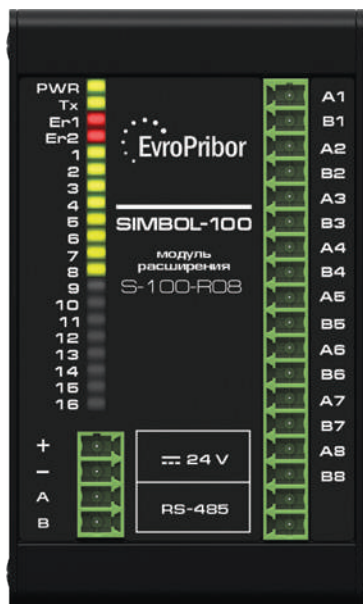 PWR
Tx
Er1
Er2
1
2
3
4
5
6
7
8
9
10
11
12
13
14
15
16
EvroPribor
SIMBOL-100
модуль
расширения
S-100-R08
A1
B1
A2
B2
A3
B3
A4
B4
A5
B5
A6
B6
A7
B7
A8
B8
+
−
A
B
24 V
RS-485